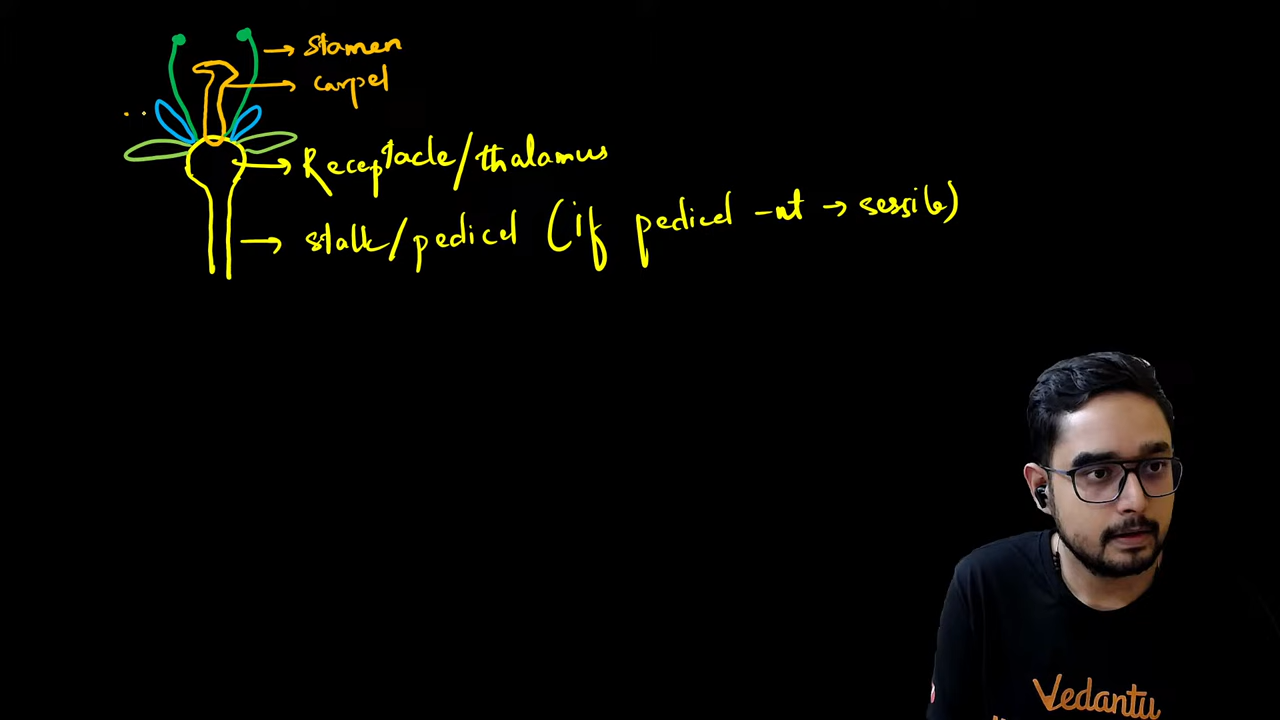 stamen
carpel
Receptacle/thalamus
stalk/pedicel (if pedicel -nt → sessile)
Vedantu